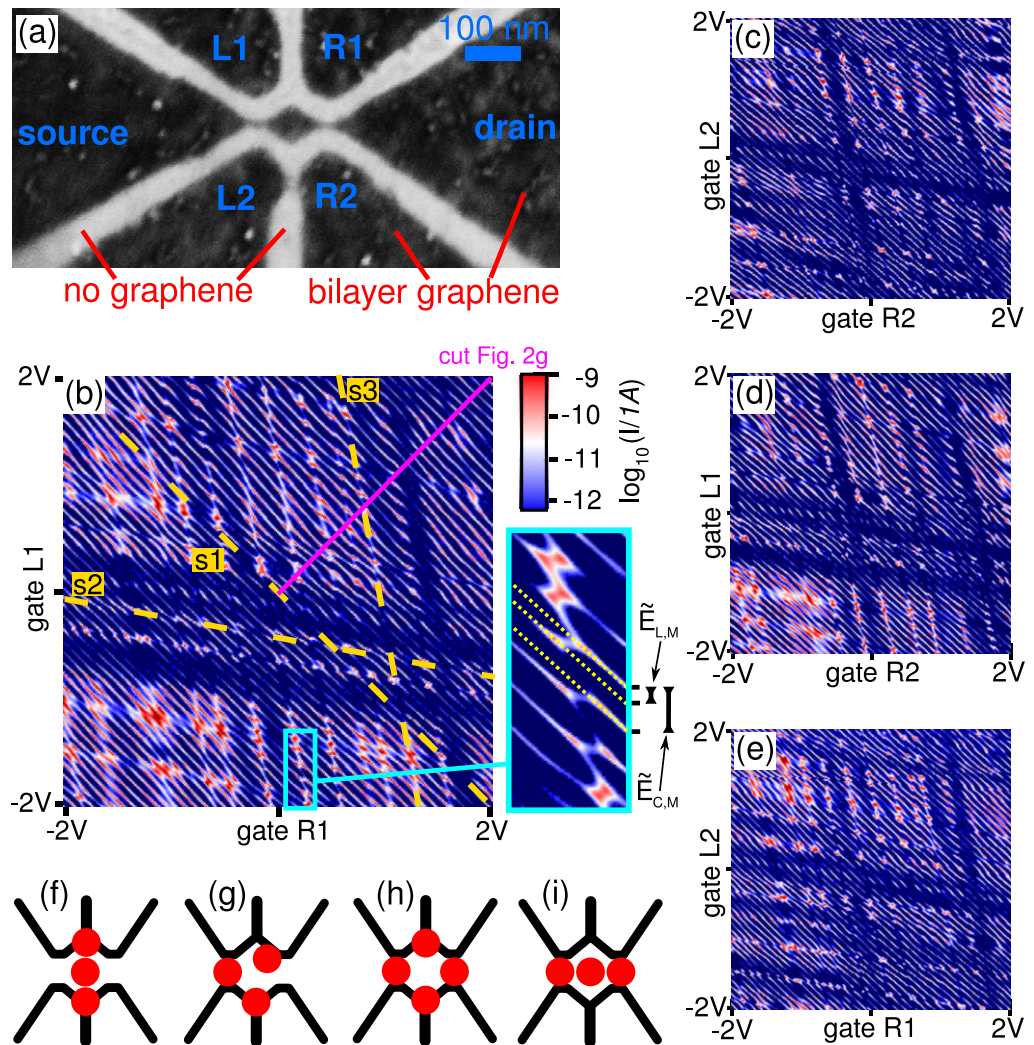 (a)
L1
R1
100 nm
source
drain
L2
R2
no graphene
bilayer graphene
(c)
2V
gate L2
-2V
-2V
gate R2
2V
cut Fig. 2g
(b)
2V
s3
s1
s2
gate L1
-2V
-2V
gate R1
2V
-9
-10
-11
-12
log₁₀(I/1A)
Ẽ_L,M
Ẽ_C,M
(d)
2V
gate L1
-2V
-2V
gate R2
2V
(e)
2V
gate L2
-2V
-2V
gate R1
2V
(f)
(g)
(h)
(i)